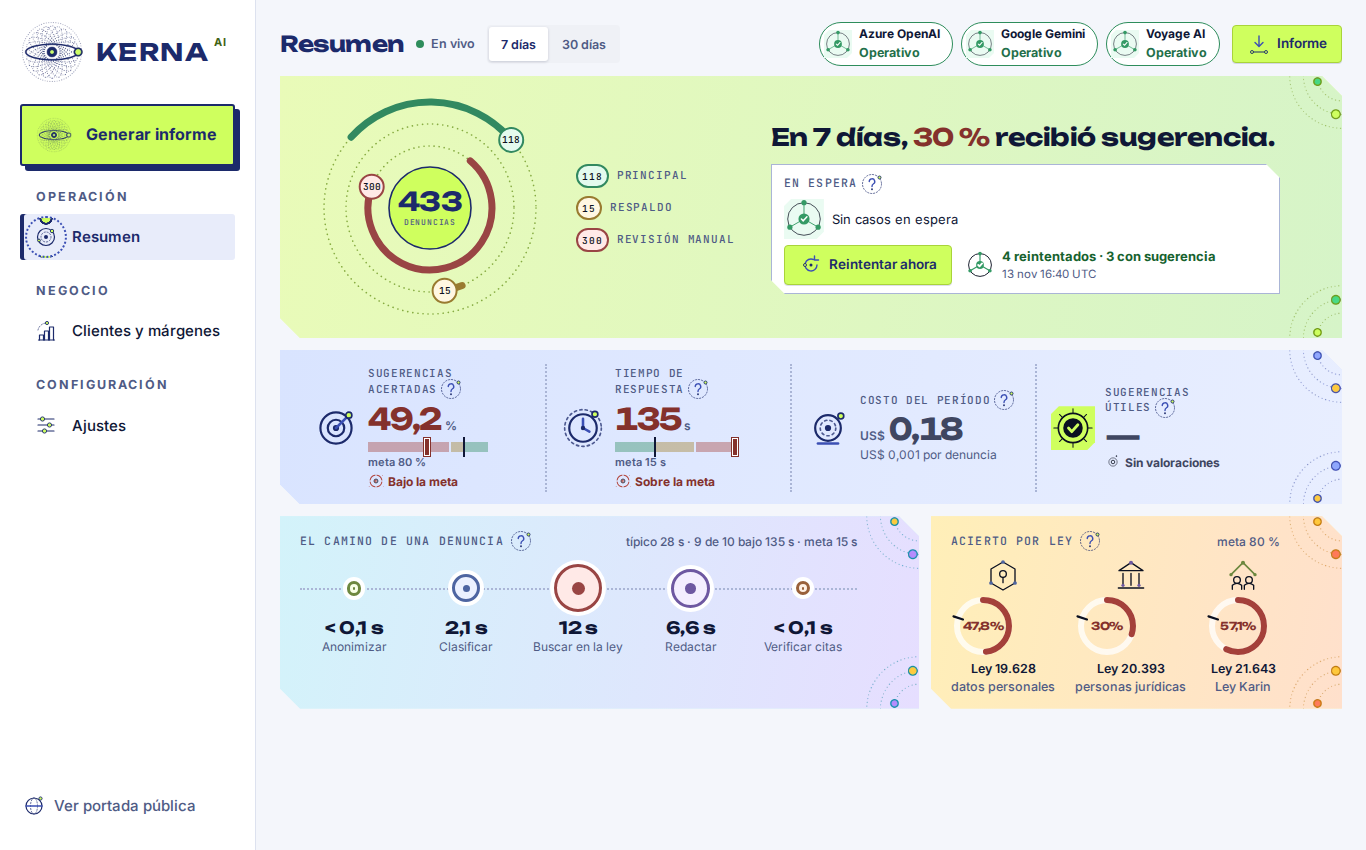 KERNA AI
Generar informe
OPERACIÓN
Resumen
NEGOCIO
Clientes y márgenes
CONFIGURACIÓN
Ajustes
Ver portada pública
Resumen
En vivo
7 días
30 días
Azure OpenAI
Operativo
Google Gemini
Operativo
Voyage AI
Operativo
Informe
118
300
433
DENUNCIAS
15
118 PRINCIPAL
15 RESPALDO
300 REVISIÓN MANUAL
En 7 días, 30 % recibió sugerencia.
EN ESPERA ?
Sin casos en espera
Reintentar ahora
4 reintentados · 3 con sugerencia
13 nov 16:40 UTC
SUGERENCIAS
ACERTADAS ?
49,2 %
meta 80 %
Bajo la meta
TIEMPO DE
RESPUESTA ?
135 s
meta 15 s
Sobre la meta
COSTO DEL PERÍODO ?
US$ 0,18
US$ 0,001 por denuncia
SUGERENCIAS
ÚTILES ?
—
Sin valoraciones
EL CAMINO DE UNA DENUNCIA ?
típico 28 s · 9 de 10 bajo 135 s · meta 15 s
< 0,1 s
Anonimizar
2,1 s
Clasificar
12 s
Buscar en la ley
6,6 s
Redactar
< 0,1 s
Verificar citas
ACIERTO POR LEY ?
meta 80 %
47,8%
Ley 19.628
datos personales
30%
Ley 20.393
personas jurídicas
57,1%
Ley 21.643
Ley Karin